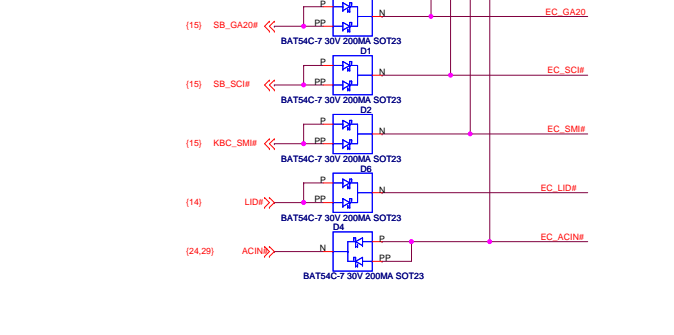 P
EC_GA20
{15} SB_GA20# PP N
BAT54C-7 30V 200MA SOT23
D1
P
N EC_SCI#
{15} SB_SCI# PP
BAT54C-7 30V 200MA SOT23
D2
P
N EC_SMI#
{15} KBC_SMI# PP
BAT54C-7 30V 200MA SOT23
D6
P
N EC_LID#
{14} LID# PP
BAT54C-7 30V 200MA SOT23
D4
P EC_ACIN#
{24,29} ACIN# N
PP
BAT54C-7 30V 200MA SOT23